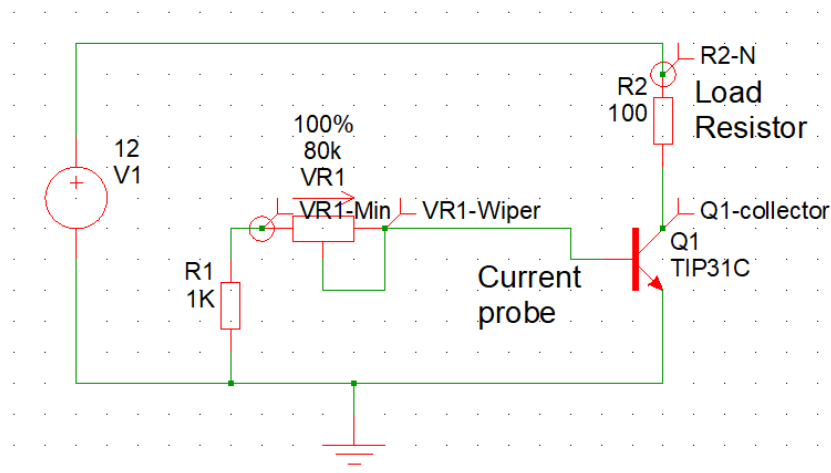 R2-N
R2
100
Load
Resistor
100%
80k
VR1
12
V1
+
VR1-Min
VR1-Wiper
Q1-collector
Q1
TIP31C
R1
1K
Current
probe